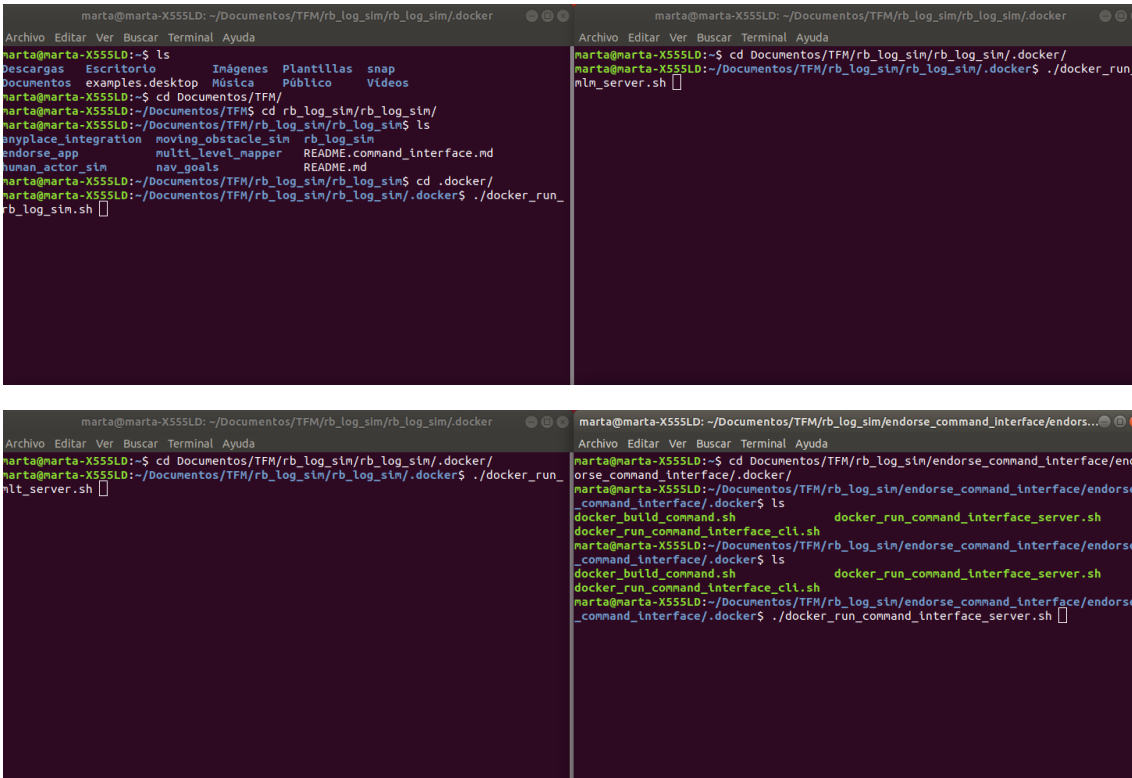 marta@marta-X555LD: ~/Documentos/TFM/rb_log_sim/rb_log_sim/.docker
Archivo Editar Ver Buscar Terminal Ayuda
marta@marta-X555LD:~$ ls
Descargas Escritorio Imágenes Plantillas snap
Documentos examples.desktop Música Público Vídeos
marta@marta-X555LD:~$ cd Documentos/TFM/
marta@marta-X555LD:~/Documentos/TFM$ cd rb_log_sim/rb_log_sim/
marta@marta-X555LD:~/Documentos/TFM/rb_log_sim/rb_log_sim$ ls
anyplace_integration moving_obstacle_sim rb_log_sim
endorse_app multi_level_mapper README.command_interface.md
human_actor_sim nav_goals README.md
marta@marta-X555LD:~/Documentos/TFM/rb_log_sim/rb_log_sim$ cd .docker/
marta@marta-X555LD:~/Documentos/TFM/rb_log_sim/rb_log_sim/.docker$ ./docker_run_
rb_log_sim.sh
marta@marta-X555LD: ~/Documentos/TFM/rb_log_sim/rb_log_sim/.docker
Archivo Editar Ver Buscar Terminal Ayuda
marta@marta-X555LD:~$ cd Documentos/TFM/rb_log_sim/rb_log_sim/.docker/
marta@marta-X555LD:~/Documentos/TFM/rb_log_sim/rb_log_sim/.docker$ ./docker_run_
mlm_server.sh
marta@marta-X555LD: ~/Documentos/TFM/rb_log_sim/rb_log_sim/.docker
Archivo Editar Ver Buscar Terminal Ayuda
marta@marta-X555LD:~$ cd Documentos/TFM/rb_log_sim/rb_log_sim/.docker/
marta@marta-X555LD:~/Documentos/TFM/rb_log_sim/rb_log_sim/.docker$ ./docker_run_
mlt_server.sh
marta@marta-X555LD: ~/Documentos/TFM/rb_log_sim/endorse_command_interface/endors...
Archivo Editar Ver Buscar Terminal Ayuda
marta@marta-X555LD:~$ cd Documentos/TFM/rb_log_sim/endorse_command_interface/end
orse_command_interface/.docker/
marta@marta-X555LD:~/Documentos/TFM/rb_log_sim/endorse_command_interface/endorse
_command_interface/.docker$ ls
docker_build_command.sh docker_run_command_interface_server.sh
docker_run_command_interface_cli.sh
marta@marta-X555LD:~/Documentos/TFM/rb_log_sim/endorse_command_interface/endorse
_command_interface/.docker$ ls
docker_build_command.sh docker_run_command_interface_server.sh
docker_run_command_interface_cli.sh
marta@marta-X555LD:~/Documentos/TFM/rb_log_sim/endorse_command_interface/endorse
_command_interface/.docker$ ./docker_run_command_interface_server.sh